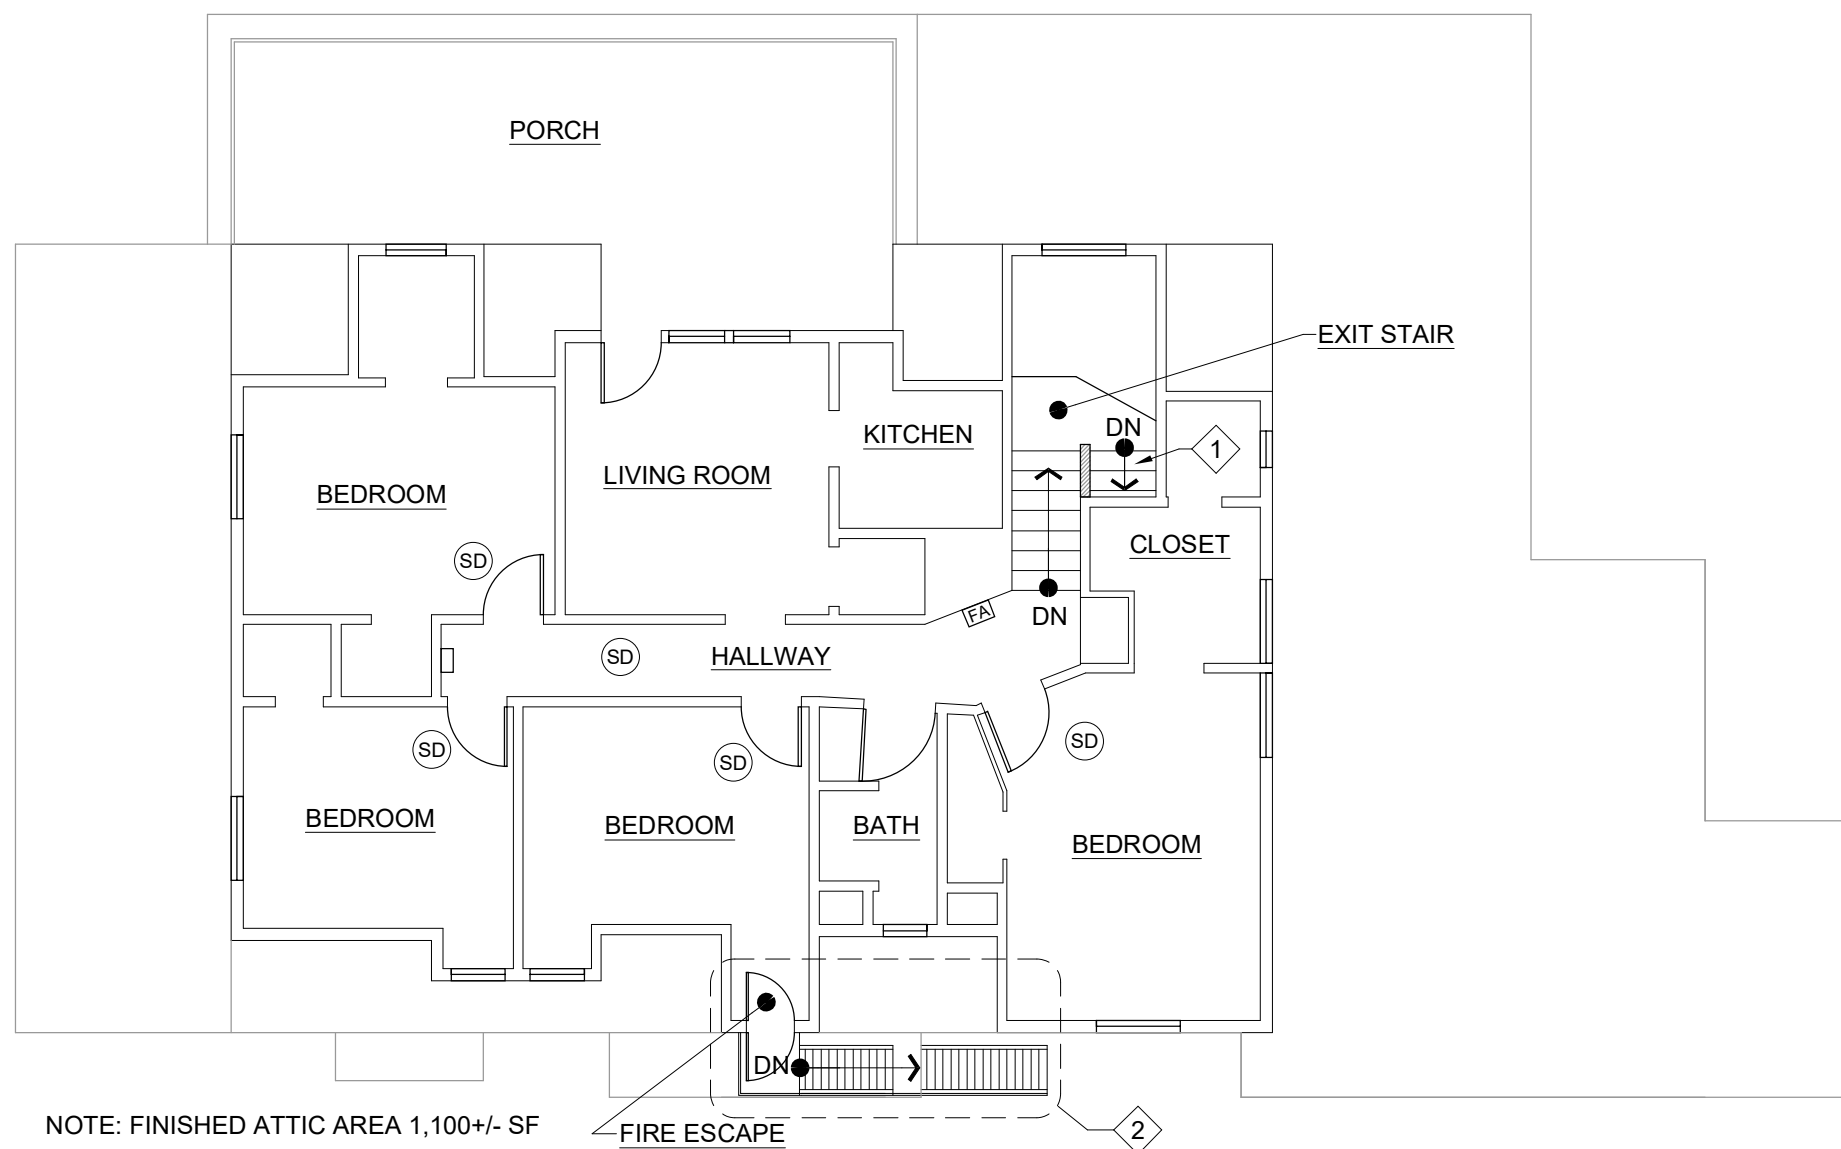 PORCH
EXIT STAIR
DN
1
KITCHEN
LIVING ROOM
BEDROOM
CLOSET
SD
FA
DN
HALLWAY
SD
SD
SD
SD
BEDROOM
BEDROOM
BATH
BEDROOM
DN
NOTE: FINISHED ATTIC AREA 1,100+/- SF
FIRE ESCAPE
2